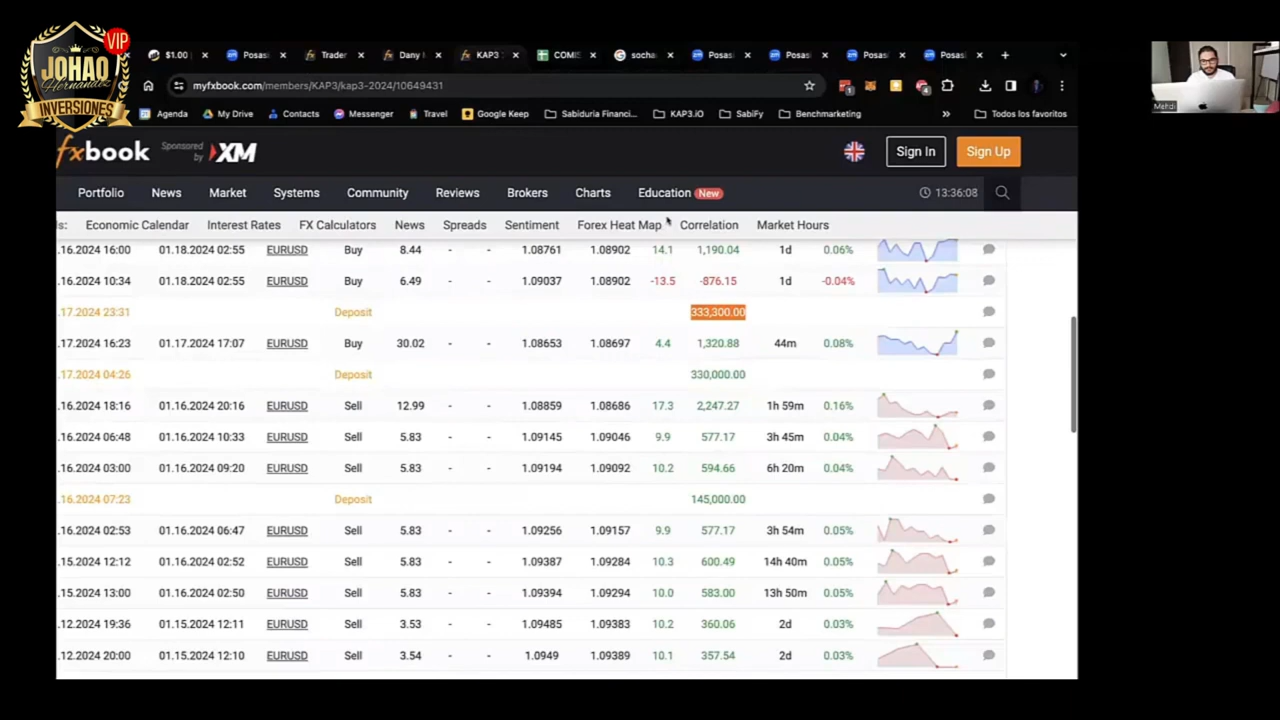 VIP
JOHAO
Hernandez
INVERSIONES
$1.00 Posas Trader Dany KAP3 COMIS socha Posas Posas Posas Posas
myfxbook.com/members/KAP3/kap3-2024/10649431
Agenda My Drive Contacts Messenger Travel Google Keep Sabiduria Financi... KAP3.iO SabiFy Benchmarketing » Todos los favoritos
Mehdi
fxbook Sponsored by XM Sign In Sign Up
Portfolio News Market Systems Community Reviews Brokers Charts Education New 13:36:08
s: Economic Calendar Interest Rates FX Calculators News Spreads Sentiment Forex Heat Map Correlation Market Hours
.16.2024 16:00 01.18.2024 02:55 EURUSD Buy 8.44 - - 1.08761 1.08902 14.1 1,190.04 1d 0.06%
.16.2024 10:34 01.18.2024 02:55 EURUSD Buy 6.49 - - 1.09037 1.08902 -13.5 -876.15 1d -0.04%
.17.2024 23:31 Deposit 333,300.00
.17.2024 16:23 01.17.2024 17:07 EURUSD Buy 30.02 - - 1.08653 1.08697 4.4 1,320.88 44m 0.08%
.17.2024 04:26 Deposit 330,000.00
.16.2024 18:16 01.16.2024 20:16 EURUSD Sell 12.99 - - 1.08859 1.08686 17.3 2,247.27 1h 59m 0.16%
.16.2024 06:48 01.16.2024 10:33 EURUSD Sell 5.83 - - 1.09145 1.09046 9.9 577.17 3h 45m 0.04%
.16.2024 03:00 01.16.2024 09:20 EURUSD Sell 5.83 - - 1.09194 1.09092 10.2 594.66 6h 20m 0.04%
.16.2024 07:23 Deposit 145,000.00
.16.2024 02:53 01.16.2024 06:47 EURUSD Sell 5.83 - - 1.09256 1.09157 9.9 577.17 3h 54m 0.05%
.15.2024 12:12 01.16.2024 02:52 EURUSD Sell 5.83 - - 1.09387 1.09284 10.3 600.49 14h 40m 0.05%
.15.2024 13:00 01.16.2024 02:50 EURUSD Sell 5.83 - - 1.09394 1.09294 10.0 583.00 13h 50m 0.05%
.12.2024 19:36 01.15.2024 12:11 EURUSD Sell 3.53 - - 1.09485 1.09383 10.2 360.06 2d 0.03%
.12.2024 20:00 01.15.2024 12:10 EURUSD Sell 3.54 - - 1.0949 1.09389 10.1 357.54 2d 0.03%